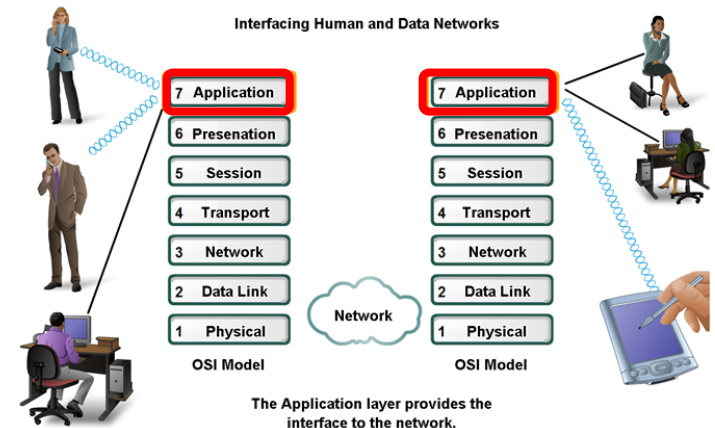 Interfacing Human and Data Networks
7 Application
6 Presenation
5 Session
4 Transport
3 Network
2 Data Link
1 Physical
OSI Model
Network
7 Application
6 Presenation
5 Session
4 Transport
3 Network
2 Data Link
1 Physical
OSI Model
The Application layer provides the
interface to the network.